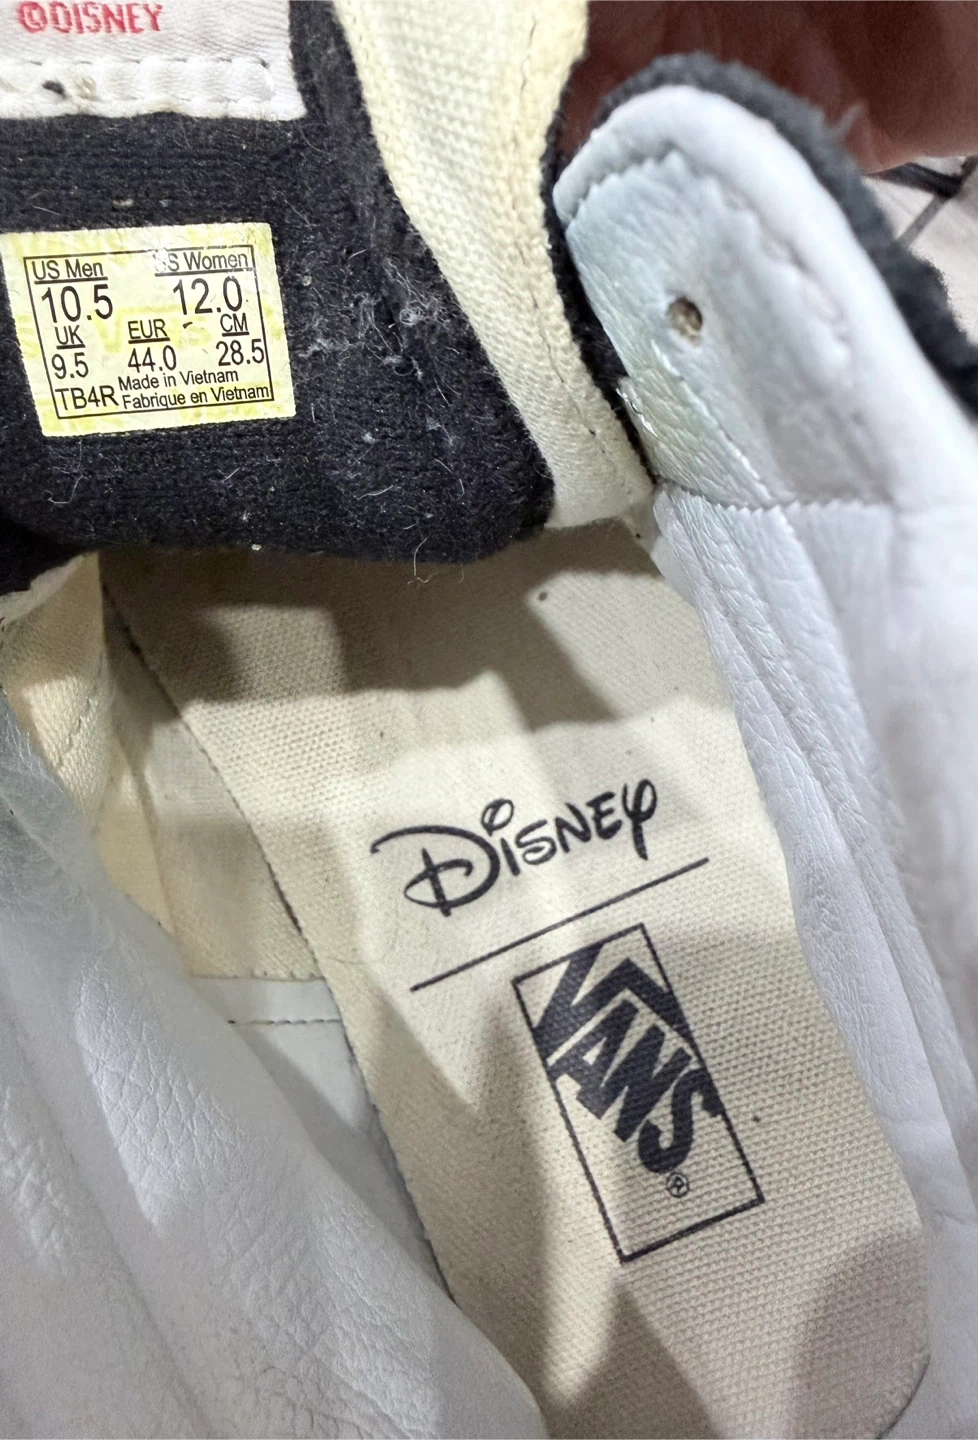 ©DISNEY
US Men US Women
10.5 12.0
UK EUR CM
9.5 44.0 28.5
TB4R Made in Vietnam
Fabrique en Vietnam
Disney
VANS®